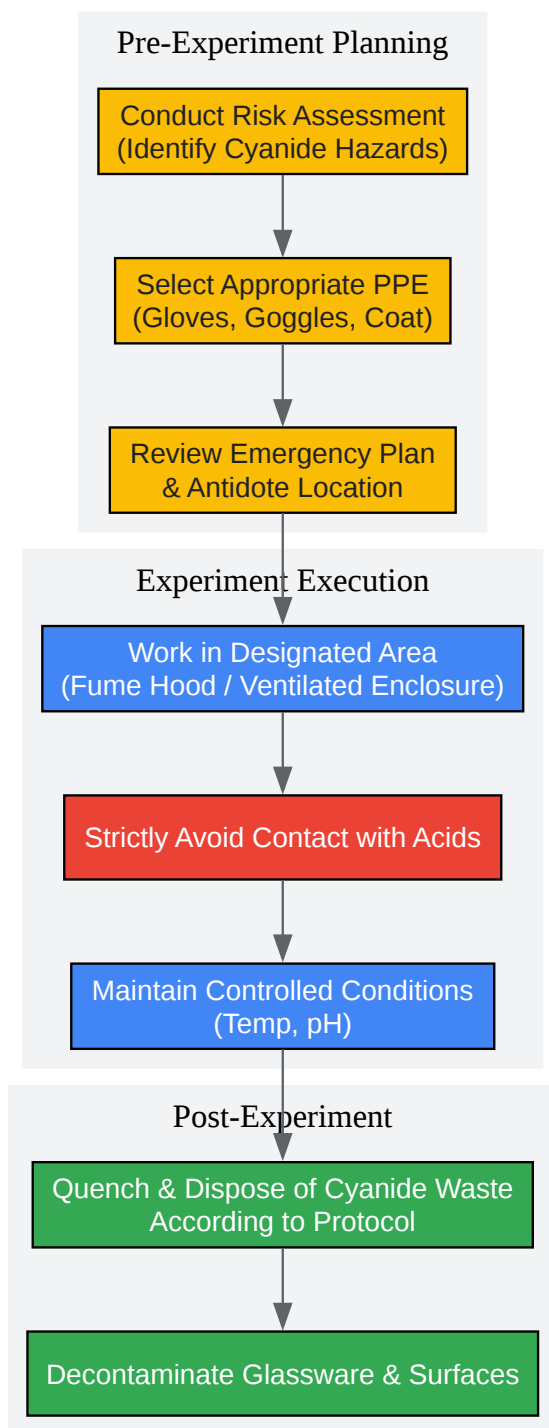 Pre-Experiment Planning
Conduct Risk Assessment
(Identify Cyanide Hazards)
Select Appropriate PPE
(Gloves, Goggles, Coat)
Review Emergency Plan
& Antidote Location
Experiment Execution
Work in Designated Area
(Fume Hood / Ventilated Enclosure)
Strictly Avoid Contact with Acids
Maintain Controlled Conditions
(Temp, pH)
Post-Experiment
Quench & Dispose of Cyanide Waste
According to Protocol
Decontaminate Glassware & Surfaces